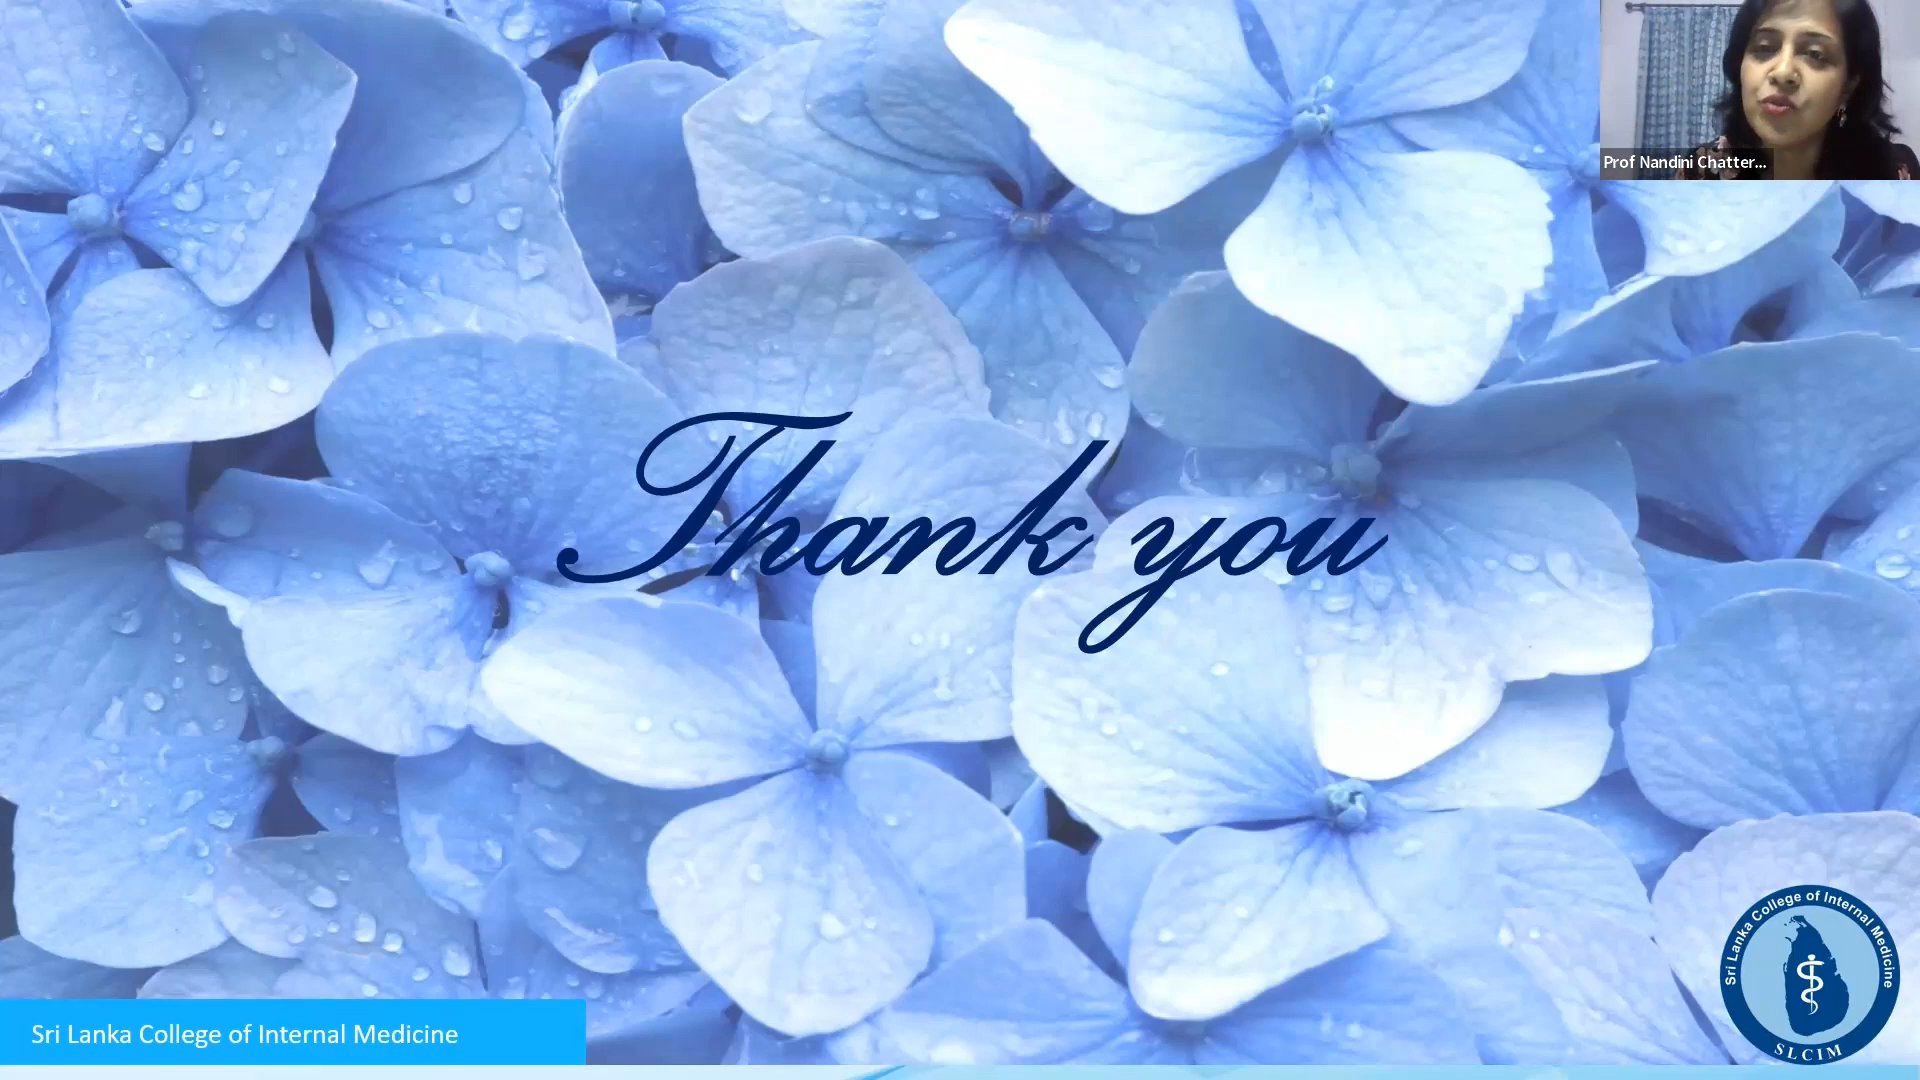 Prof Nandini Chatter...
Thank you
Sri Lanka College of Internal Medicine
Sri Lanka College of Internal Medicine
SLCIM